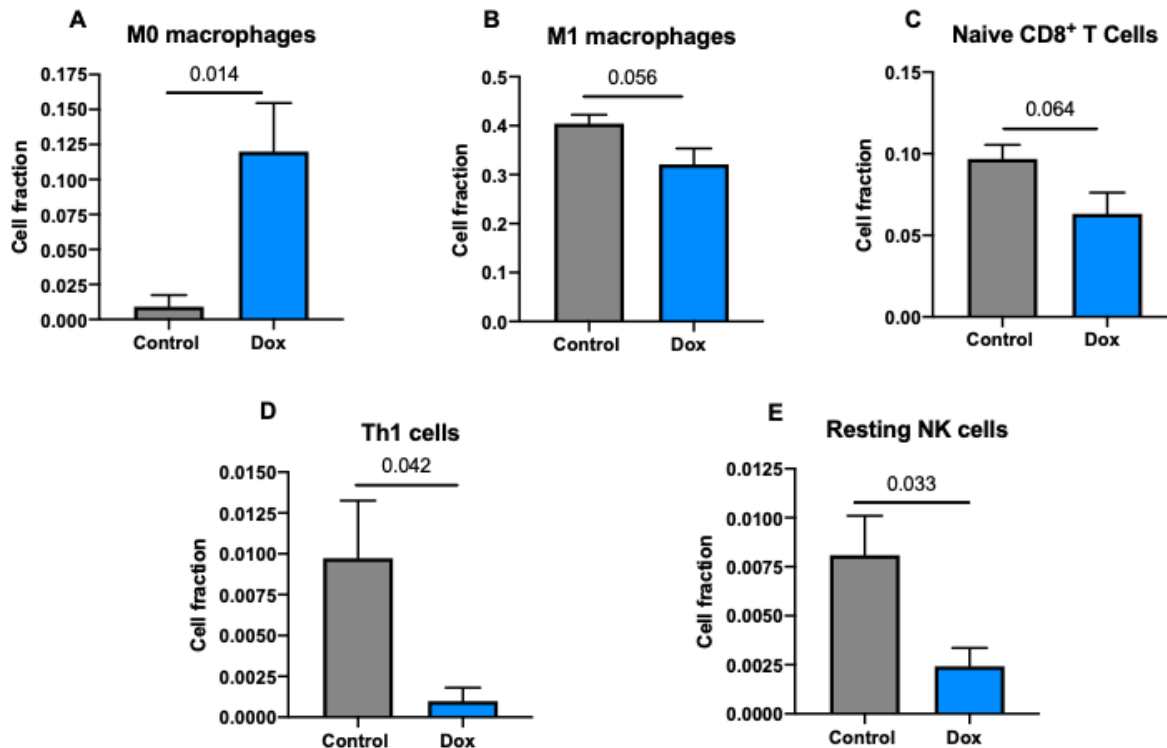 A
M0 macrophages
0.014
0.175
0.150
0.125
0.100
0.075
0.050
0.025
0.000
Cell fraction
Control Dox
B
M1 macrophages
0.056
0.5
0.4
0.3
0.2
0.1
0.0
Cell fraction
Control Dox
C
Naive CD8⁺ T Cells
0.064
0.15
0.10
0.05
0.00
Cell fraction
Control Dox
D
Th1 cells
0.042
0.0150
0.0125
0.0100
0.0075
0.0050
0.0025
0.0000
Cell fraction
Control Dox
E
Resting NK cells
0.033
0.0125
0.0100
0.0075
0.0050
0.0025
0.0000
Cell fraction
Control Dox